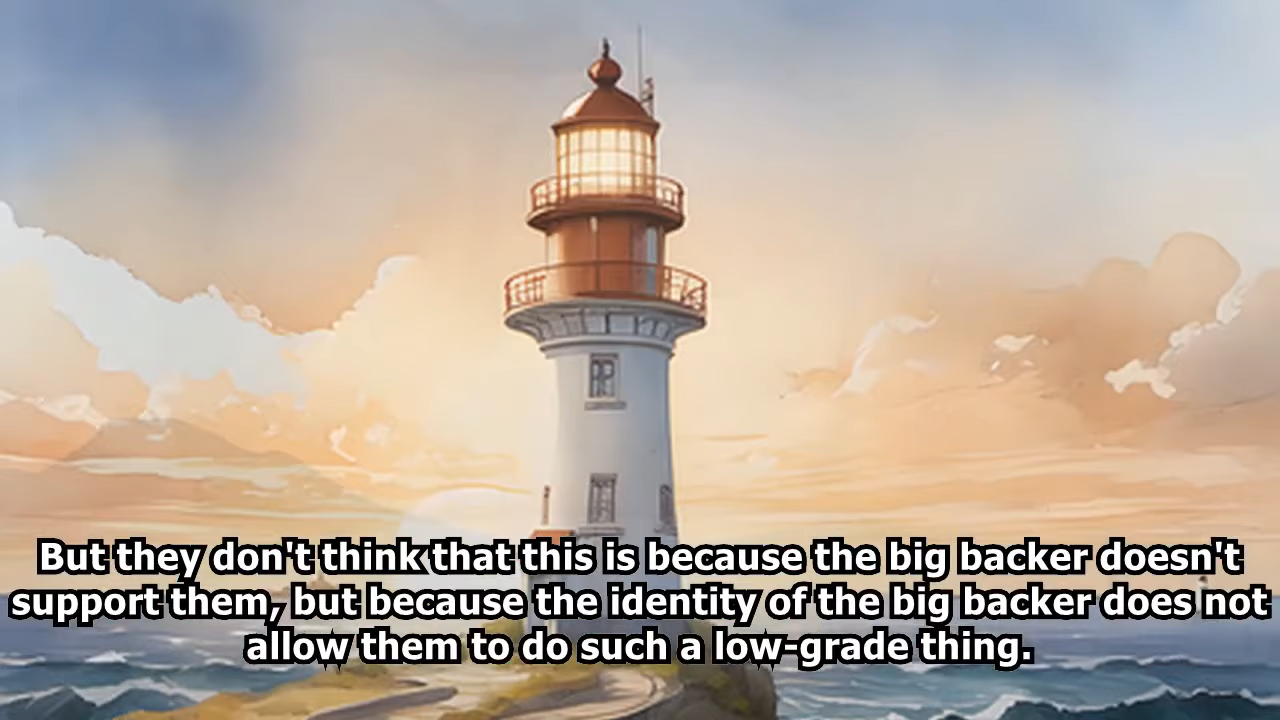 But they don't think that this is because the big backer doesn't
support them, but because the identity of the big backer does not
allow them to do such a low-grade thing.